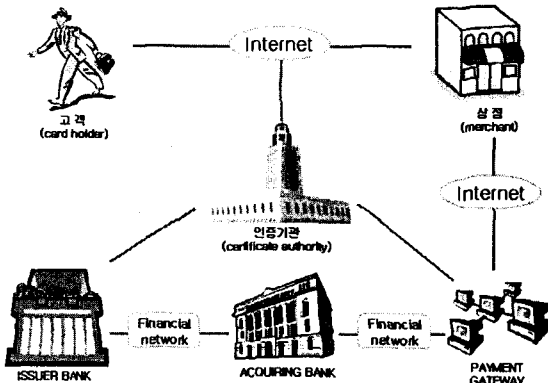 Internet
고 객
(card holder)
상 점
(merchant)
Internet
인증기관
(certificate authority)
Financial
network
Financial
network
ISSUER BANK
ACQUIRING BANK
PAYMENT
GATEWAY